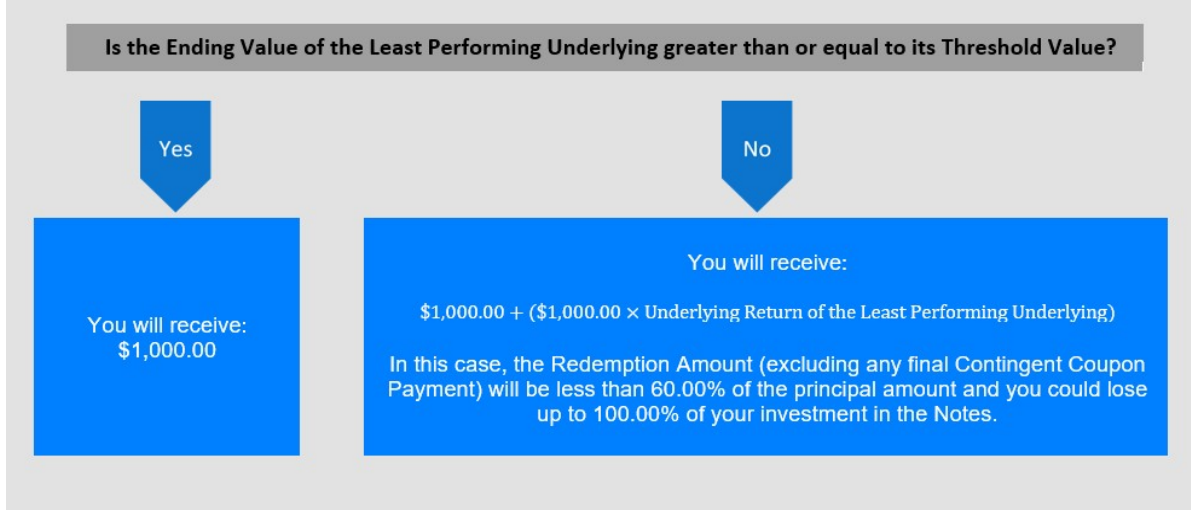 Is the Ending Value of the Least Performing Underlying greater than or equal to its Threshold Value?
Yes
No
You will receive:
$1,000.00
You will receive:
$1,000.00 + ($1,000.00 × Underlying Return of the Least Performing Underlying)
In this case, the Redemption Amount (excluding any final Contingent Coupon
Payment) will be less than 60.00% of the principal amount and you could lose
up to 100.00% of your investment in the Notes.